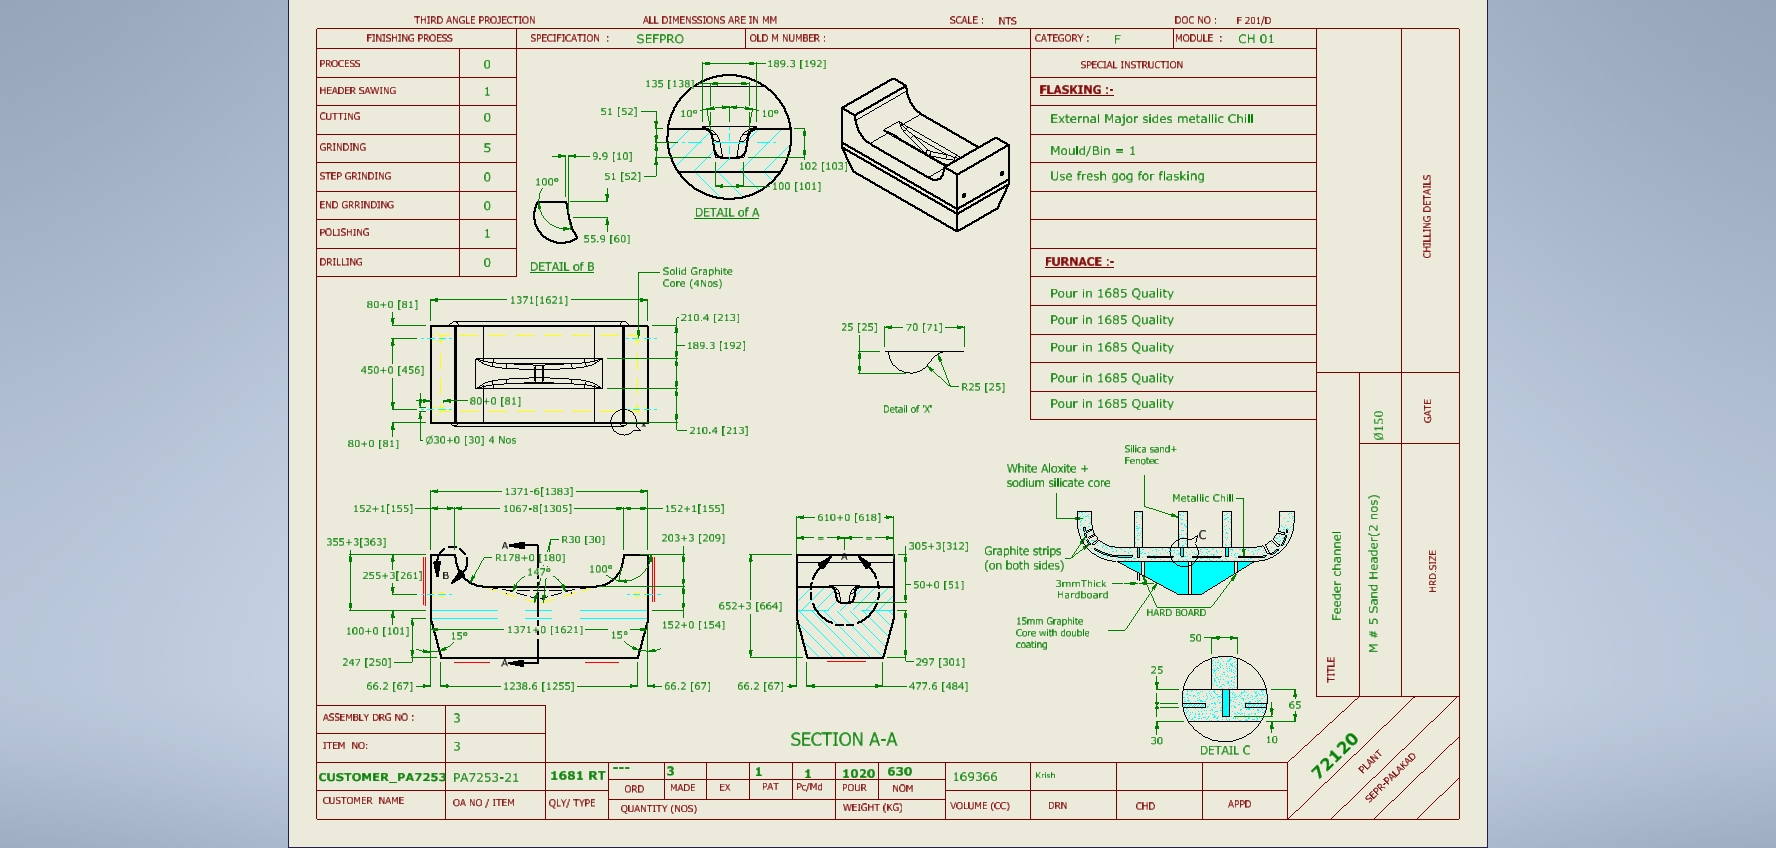 THIRD ANGLE PROJECTION
ALL DIMENSSIONS ARE IN MM
SCALE : NTS
DOC NO : F 201/D
FINISHING PROESS
SPECIFICATION : SEFPRO
OLD M NUMBER :
CATEGORY : F
MODULE : CH 01
PROCESS 0
HEADER SAWING 1
CUTTING 0
GRINDING 5
STEP GRINDING 0
END GRRINDING 0
POLISHING 1
DRILLING 0
189.3 [192]
135 [138]
51 [52]
10°
10°
102 [103]
51 [52]
100 [101]
DETAIL of A
9.9 [10]
100°
55.9 [60]
DETAIL of B
SPECIAL INSTRUCTION
FLASKING :-
External Major sides metallic Chill
Mould/Bin = 1
Use fresh gog for flasking
FURNACE :-
Pour in 1685 Quality
Pour in 1685 Quality
Pour in 1685 Quality
Pour in 1685 Quality
Pour in 1685 Quality
CHILLING DETAILS
GATE
Ø150
HRD.SIZE
M # 5 Sand Header(2 nos)
TITLE
Feeder channel
Solid Graphite
Core (4Nos)
1371[1621]
80+0 [81]
210.4 [213]
189.3 [192]
450+0 [456]
80+0 [81]
210.4 [213]
80+0 [81]
Ø30+0 [30] 4 Nos
25 [25]
70 [71]
R25 [25]
Detail of 'X'
1371-6[1383]
152+1[155]
1067-8[1305]
152+1[155]
355+3[363]
A
R30 [30]
203+3 [209]
R178+0 [180]
255+3[261]
B
147°
100°
100+0 [101]
1371+0 [1621]
152+0 [154]
15°
15°
247 [250]
A
66.2 [67]
1238.6 [1255]
66.2 [67]
610+0 [618]
= =
A
305+3[312]
50+0 [51]
652+3 [664]
297 [301]
66.2 [67]
477.6 [484]
SECTION A-A
Silica sand+
Fenotec
White Aloxite +
sodium silicate core
Metallic Chill
C
Graphite strips
(on both sides)
3mmThick
Hardboard
HARD BOARD
15mm Graphite
Core with double
coating
50
25
65
30
10
DETAIL C
ASSEMBLY DRG NO : 3
ITEM NO: 3
CUSTOMER_PA7253
PA7253-21
1681 RT
---
3
1
1
1020
630
169366
Krish
ORD
MADE
EX
PAT
Pc/Md
POUR
NOM
CUSTOMER NAME
OA NO / ITEM
QLY/ TYPE
QUANTITY (NOS)
WEIGHT (KG)
VOLUME (CC)
DRN
CHD
APPD
72120
PLANT
SEPR-PALAKAD